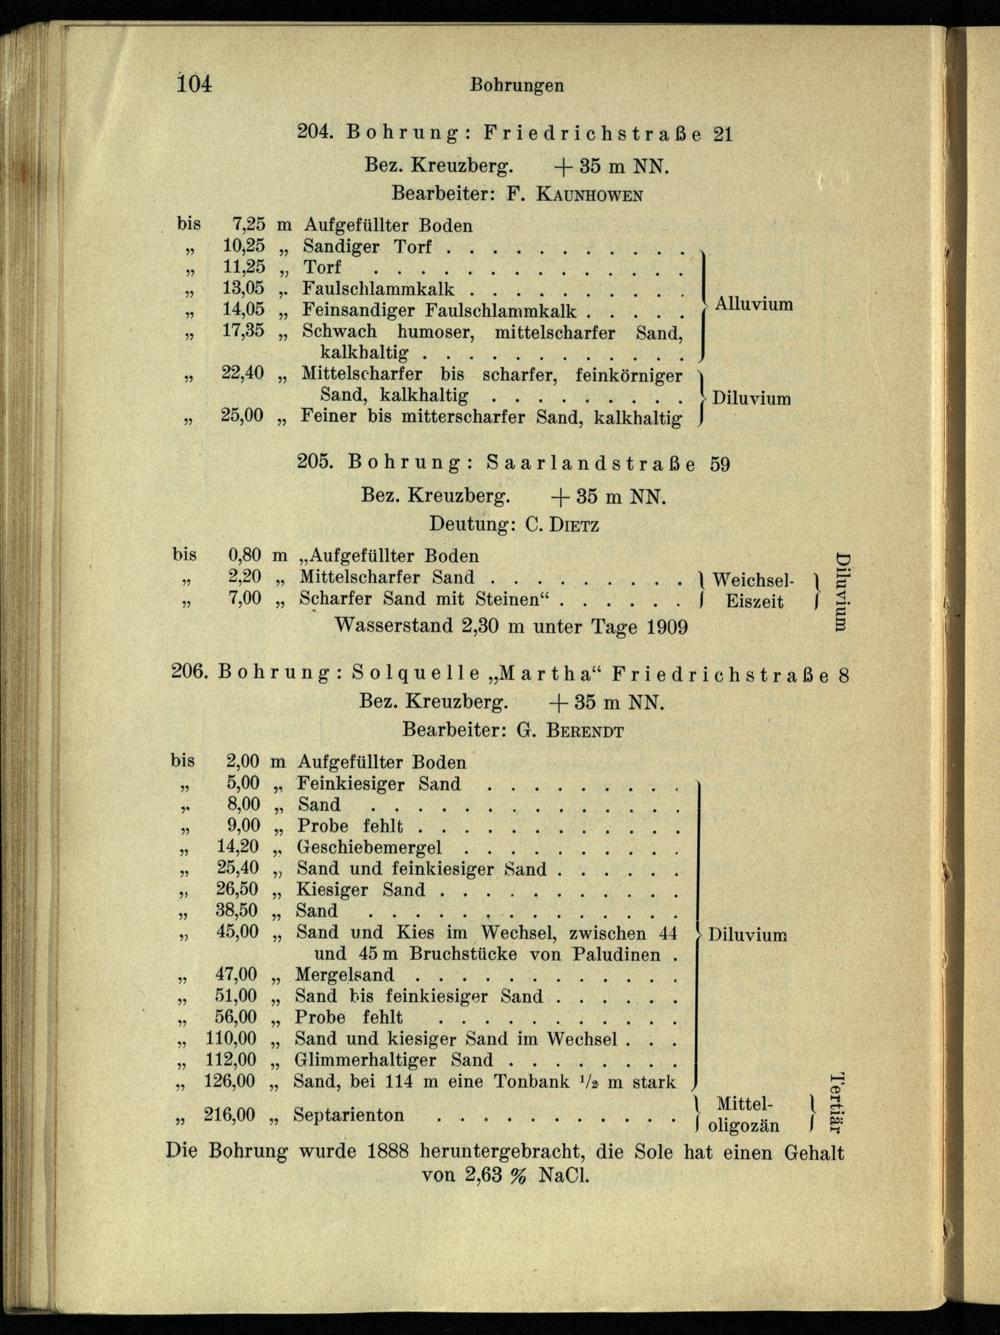 104 Bohrungen
204. Bohrung: Friedrichstraße 21
Bez. Kreuzberg. + 35 m NN.
Bearbeiter: F. Kaunhowen
bis 7,25 m Aufgefüllter Boden
„ 10,25 „ Sandiger Torf . . . . . . . . . . .
„ 11,25 „ Torf . . . . . . . . . . . . . .
„ 13,05 „ Faulschlammkalk . . . . . . . . . .
„ 14,05 „ Feinsandiger Faulschlammkalk . . . . . Alluvium
„ 17,35 „ Schwach humoser, mittelscharfer Sand,
kalkhaltig . . . . . . . . . . . .
„ 22,40 „ Mittelscharfer bis scharfer, feinkörniger
Sand, kalkhaltig . . . . . . . . . Diluvium
„ 25,00 „ Feiner bis mitterscharfer Sand, kalkhaltig
205. Bohrung: Saarlandstraße 59
Bez. Kreuzberg. + 35 m NN.
Deutung: C. Dietz
bis 0,80 m „Aufgefüllter Boden
„ 2,20 „ Mittelscharfer Sand . . . . . . . . . } Weichsel- }
„ 7,00 „ Scharfer Sand mit Steinen“ . . . . . . } Eiszeit }
Diluvium
Wasserstand 2,30 m unter Tage 1909
206. Bohrung: Solquelle „Martha“ Friedrichstraße 8
Bez. Kreuzberg. + 35 m NN.
Bearbeiter: G. Berendt
bis 2,00 m Aufgefüllter Boden
„ 5,00 „ Feinkiesiger Sand . . . . . . . . .
„ 8,00 „ Sand . . . . . . . . . . . . . .
„ 9,00 „ Probe fehlt . . . . . . . . . . . .
„ 14,20 „ Geschiebemergel . . . . . . . . . .
„ 25,40 „ Sand und feinkiesiger Sand . . . . . .
„ 26,50 „ Kiesiger Sand . . . . . . . . . . .
„ 38,50 „ Sand . . . . . . . . . . . . . .
„ 45,00 „ Sand und Kies im Wechsel, zwischen 44 Diluvium
und 45 m Bruchstücke von Paludinen .
„ 47,00 „ Mergelsand . . . . . . . . . . . .
„ 51,00 „ Sand bis feinkiesiger Sand . . . . . .
„ 56,00 „ Probe fehlt . . . . . . . . . . .
„ 110,00 „ Sand und kiesiger Sand im Wechsel . . .
„ 112,00 „ Glimmerhaltiger Sand . . . . . . . .
„ 126,00 „ Sand, bei 114 m eine Tonbank 1/2 m stark
„ 216,00 „ Septarienton . . . . . . . . . . . } Mittel-
oligozän }
Tertiär
Die Bohrung wurde 1888 heruntergebracht, die Sole hat einen Gehalt
von 2,63 % NaCl.